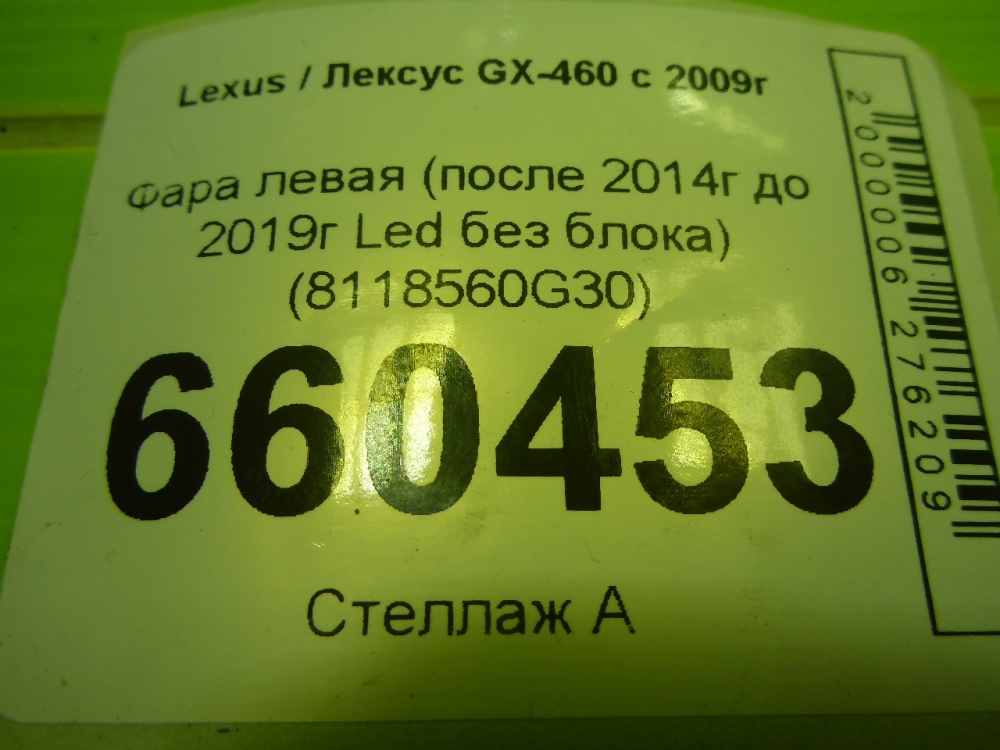 Lexus / Лексус GX-460 с 2009г
Фара левая (после 2014г до
2019г Led без блока)
(8118560G30)
660453
Стеллаж А
2000006276209